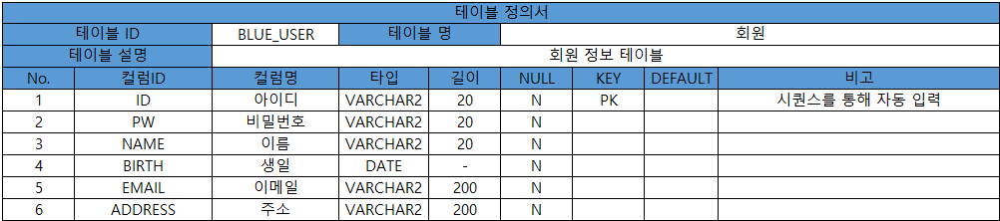 테이블 정의서
테이블 ID BLUE_USER 테이블 명 회원
테이블 설명 회원 정보 테이블
No. 컬럼ID 컬럼명 타입 길이 NULL KEY DEFAULT 비고
1 ID 아이디 VARCHAR2 20 N PK 시퀀스를 통해 자동 입력
2 PW 비밀번호 VARCHAR2 20 N
3 NAME 이름 VARCHAR2 20 N
4 BIRTH 생일 DATE - N
5 EMAIL 이메일 VARCHAR2 200 N
6 ADDRESS 주소 VARCHAR2 200 N